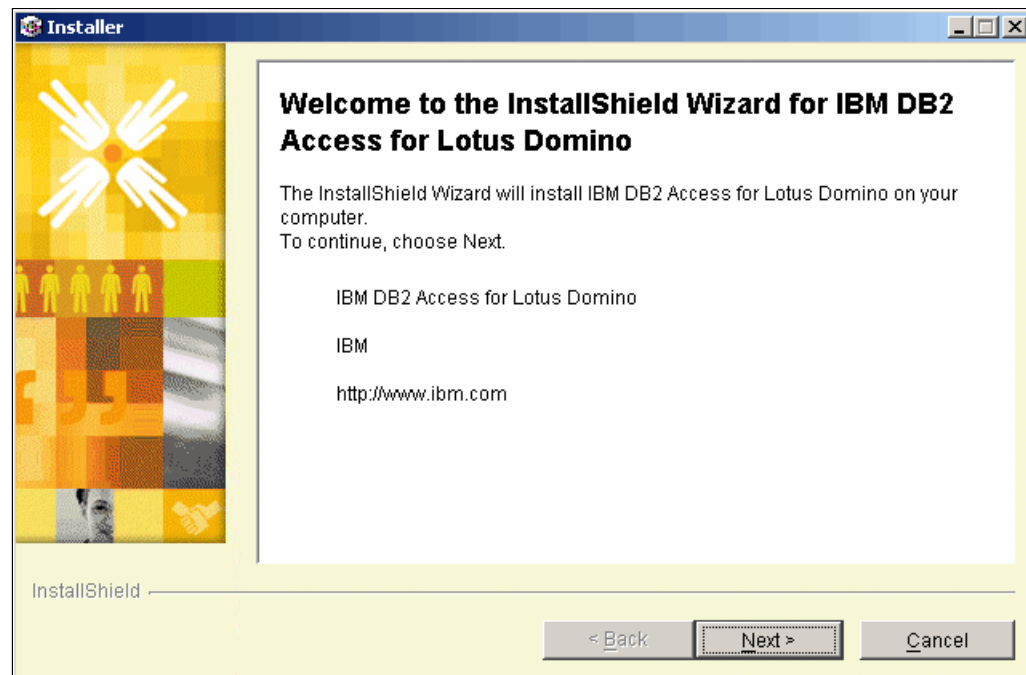 Installer
Welcome to the InstallShield Wizard for IBM DB2
Access for Lotus Domino
The InstallShield Wizard will install IBM DB2 Access for Lotus Domino on your
computer.
To continue, choose Next.
IBM DB2 Access for Lotus Domino
IBM
http://www.ibm.com
InstallShield
< Back
Next >
Cancel